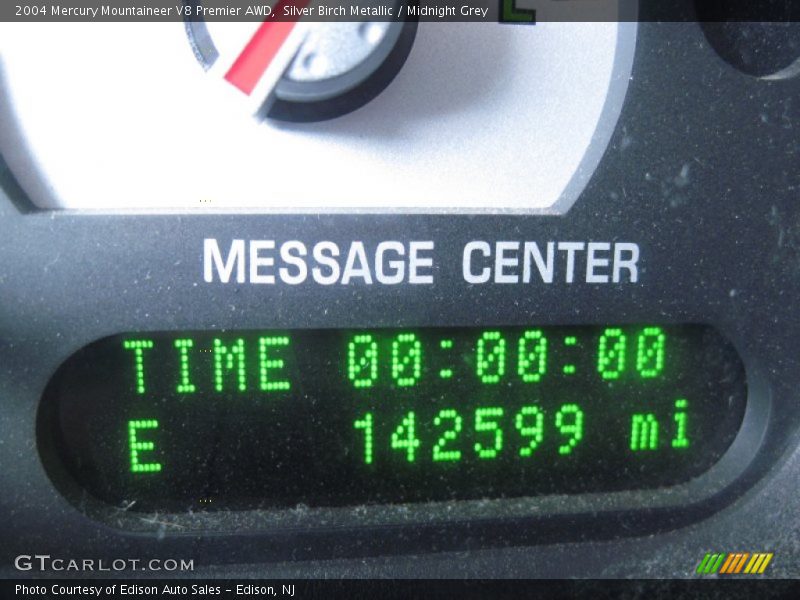 2004 Mercury Mountaineer V8 Premier AWD, Silver Birch Metallic / Midnight Grey
MESSAGE CENTER
TIME 00:00:00
E 142599 mi
GTCARLOT.COM
Photo Courtesy of Edison Auto Sales – Edison, NJ